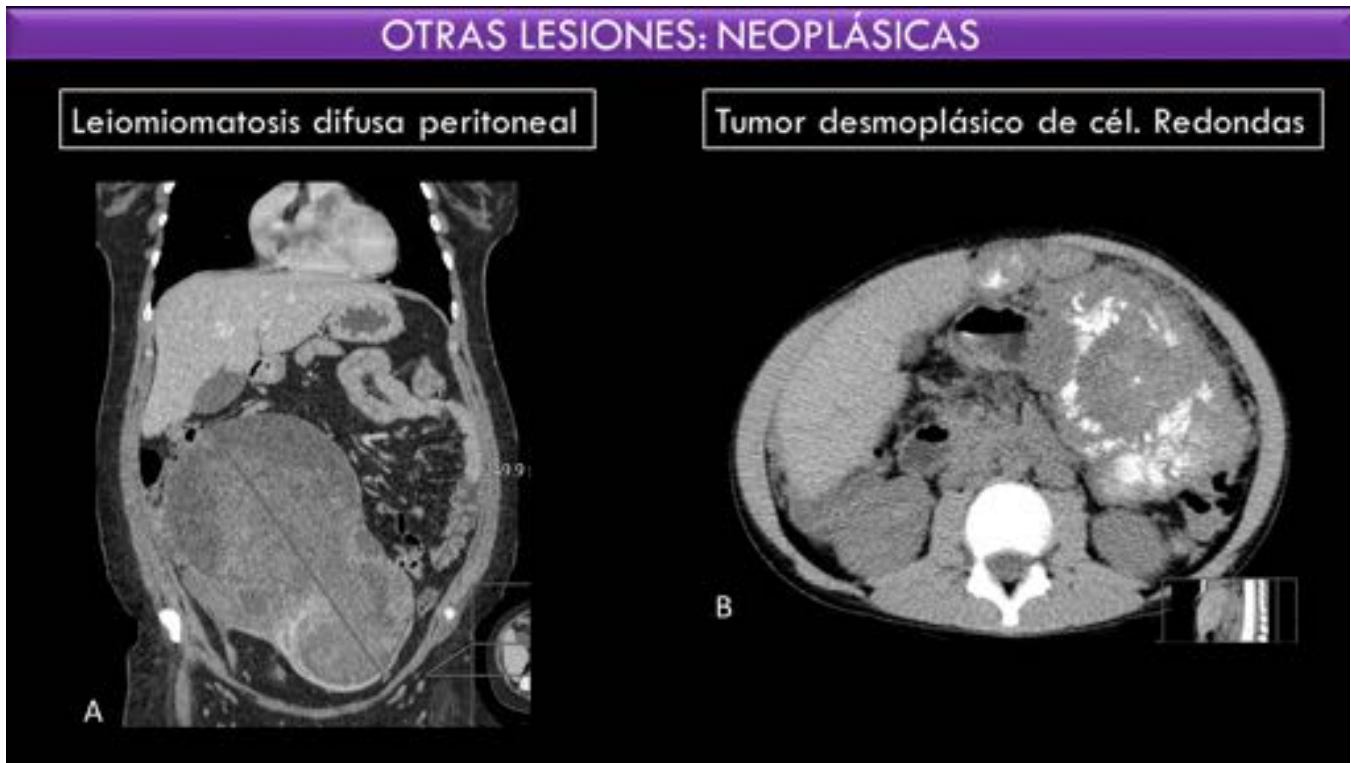 OTRAS LESIONES: NEOPLÁSICAS
Leiomiomatosis difusa peritoneal
Tumor desmoplásico de cél. Redondas
A
B